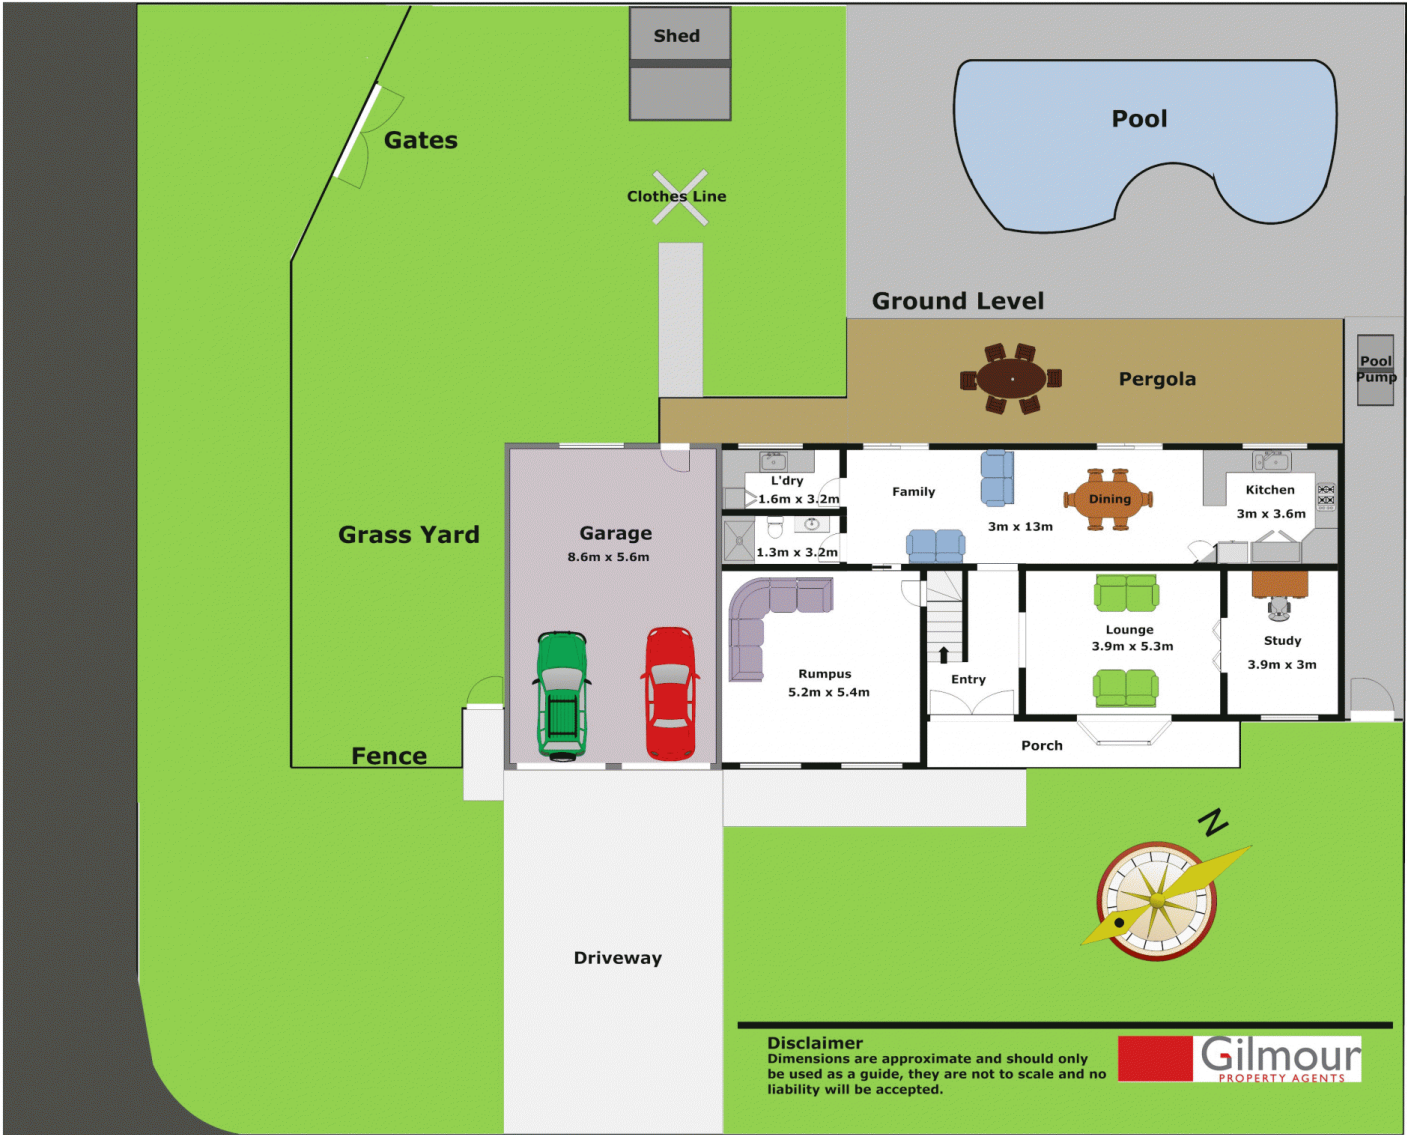 Shed
Gates
Pool
Clothes Line
Ground Level
Pool
Pump
Pergola
L'dry
1.6m x 3.2m
Family
Dining
Kitchen
3m x 3.6m
3m x 13m
Grass Yard
Garage
8.6m x 5.6m
1.3m x 3.2m
Lounge
3.9m x 5.3m
Study
3.9m x 3m
Rumpus
5.2m x 5.4m
Entry
Porch
Fence
N
Driveway
Disclaimer
Dimensions are approximate and should only
be used as a guide, they are not to scale and no
liability will be accepted.
Gilmour
PROPERTY AGENTS